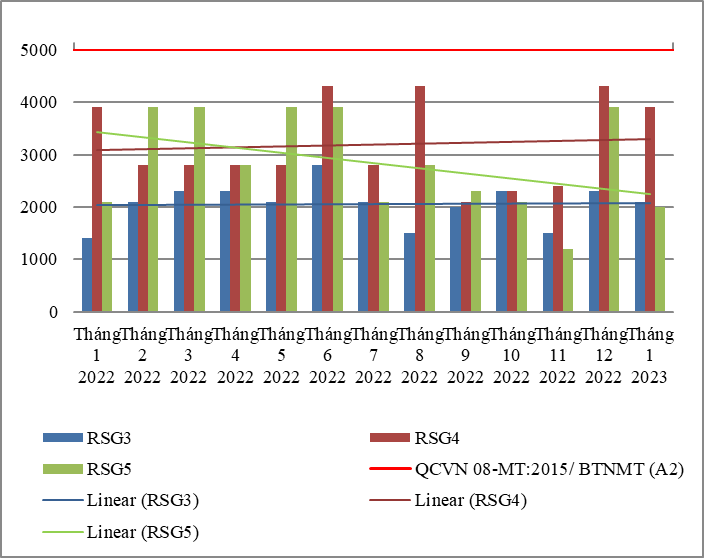 5000
4000
3000
2000
1000
0
Tháng Tháng Tháng Tháng Tháng Tháng Tháng Tháng Tháng Tháng Tháng Tháng Tháng
1 2 3 4 5 6 7 8 9 10 11 12 1
2022 2022 2022 2022 2022 2022 2022 2022 2022 2022 2022 2022 2023
RSG3 RSG4
RSG5 QCVN 08-MT:2015/ BTNMT (A2)
Linear (RSG3) Linear (RSG4)
Linear (RSG5)